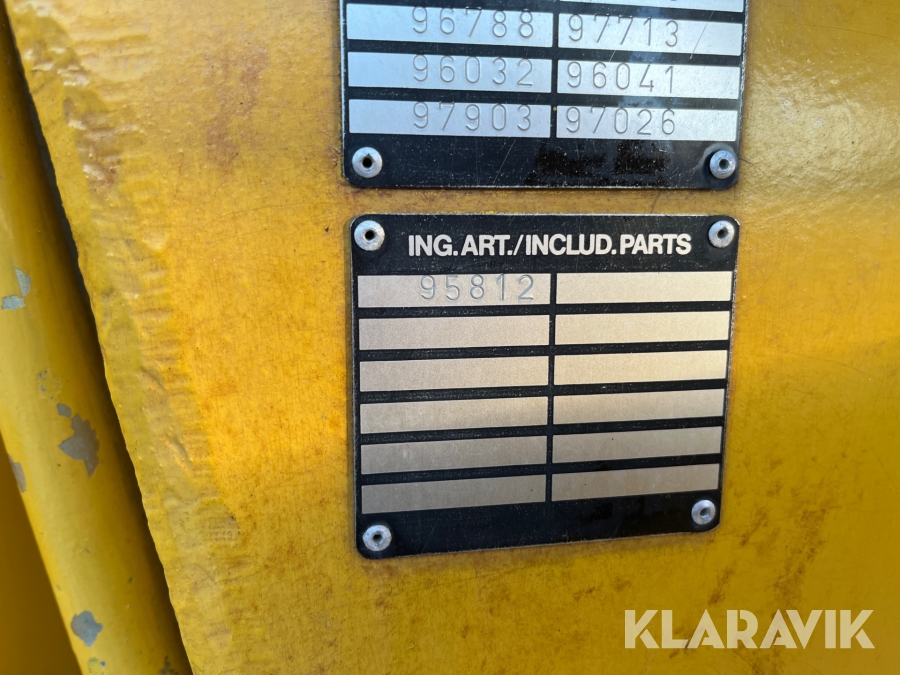 96788 97713
96032 96041
97903 97026
ING. ART./INCLUD. PARTS
95812
KLARAVIK